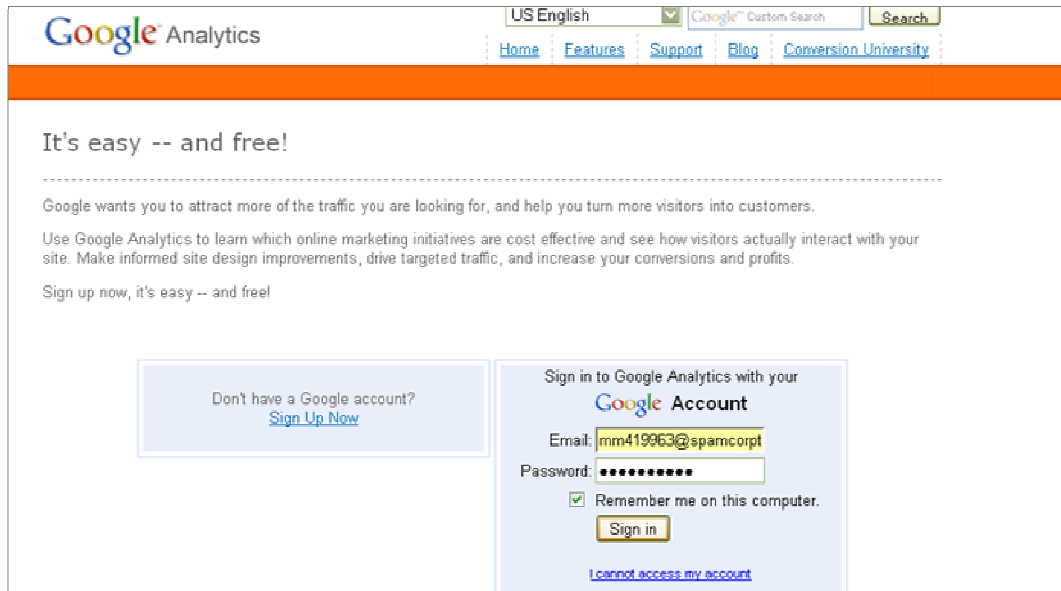 Google™ Analytics
US English
Google™ Custom Search
Search
Home Features Support Blog Conversion University
It's easy -- and free!
Google wants you to attract more of the traffic you are looking for, and help you turn more visitors into customers.
Use Google Analytics to learn which online marketing initiatives are cost effective and see how visitors actually interact with your
site. Make informed site design improvements, drive targeted traffic, and increase your conversions and profits.
Sign up now, it's easy -- and free!
Don't have a Google account?
Sign Up Now
Sign in to Google Analytics with your
Google Account
Email: mm419963@spamcorpt
Password: ••••••••••
Remember me on this computer.
Sign in
I cannot access my account